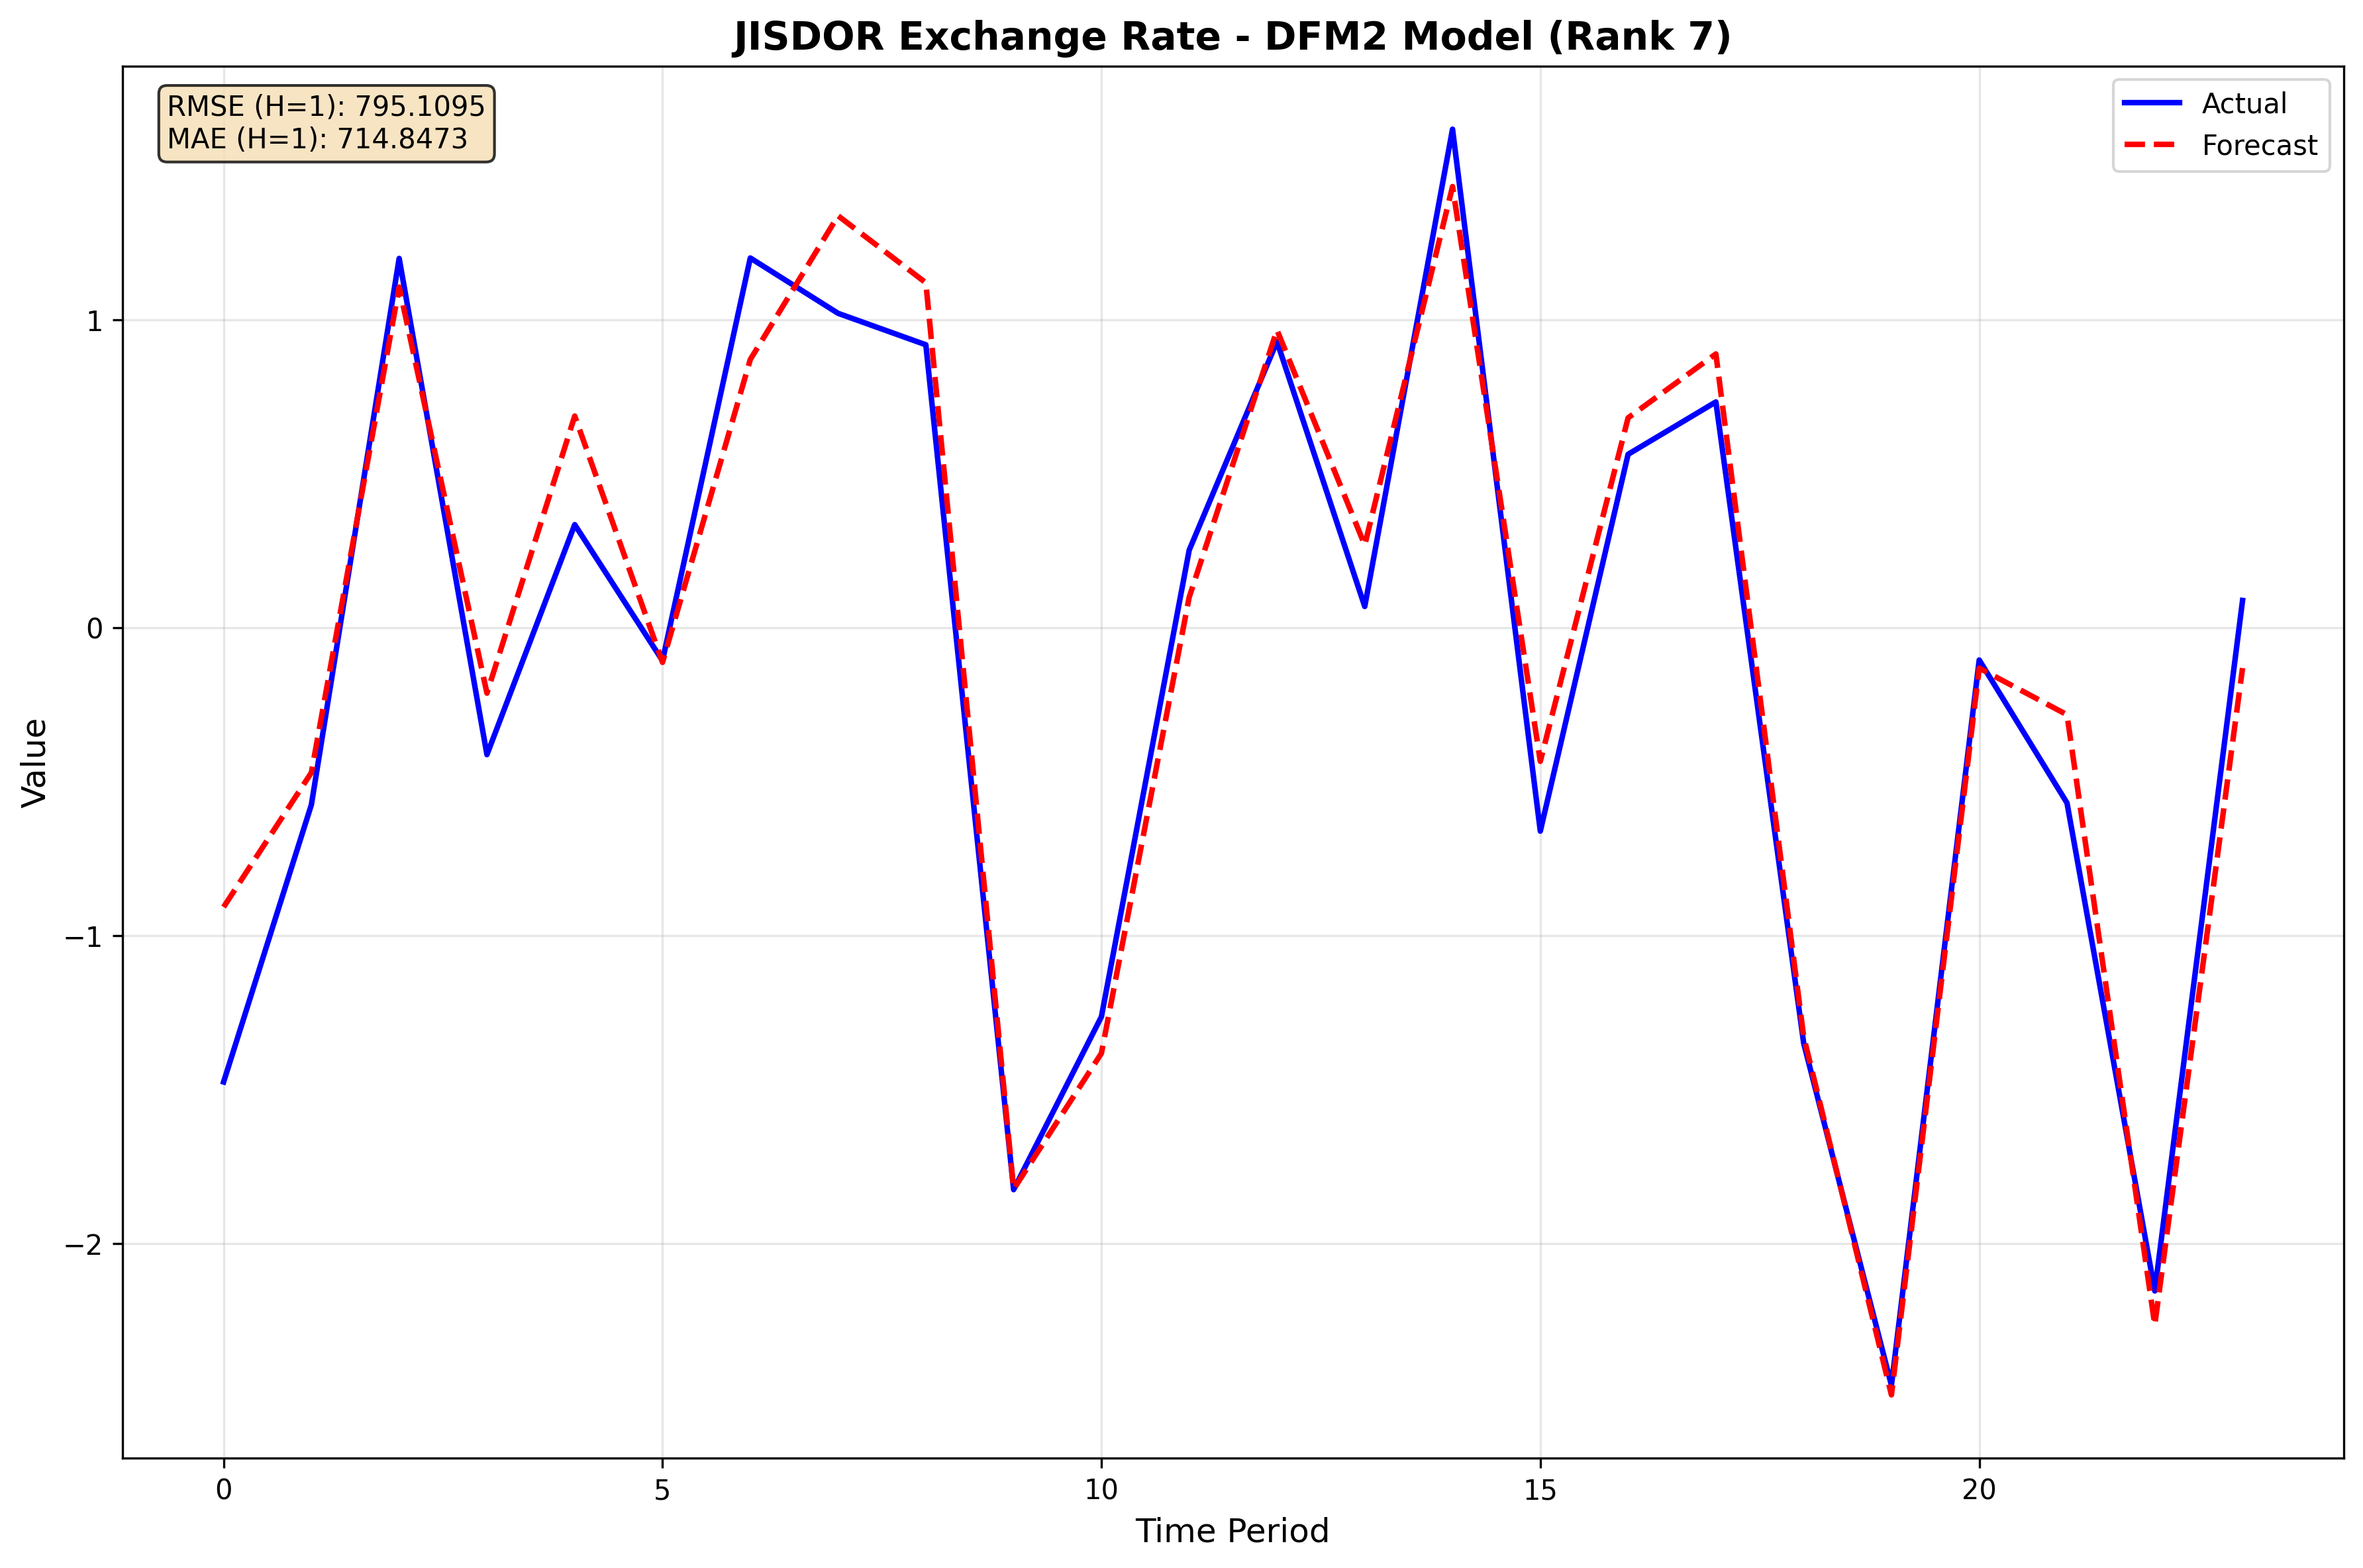 JISDOR Exchange Rate - DFM2 Model (Rank 7)
RMSE (H=1): 795.1095
MAE (H=1): 714.8473
Actual
Forecast
1
0
−1
−2
Value
0
5
10
15
20
Time Period